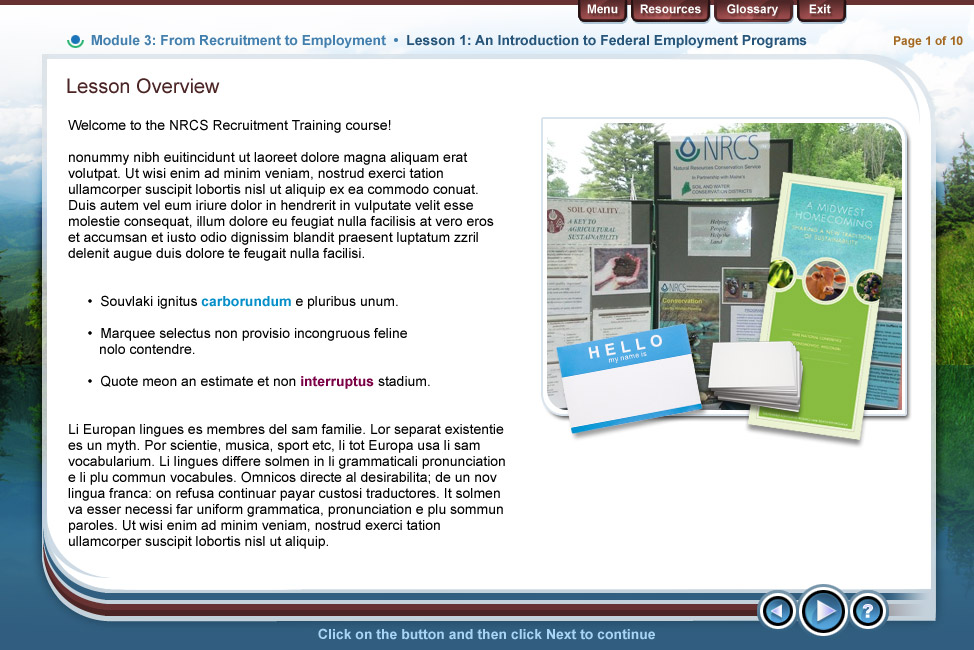 Menu
Resources
Glossary
Exit
Module 3: From Recruitment to Employment • Lesson 1: An Introduction to Federal Employment Programs
Page 1 of 10
Lesson Overview
Welcome to the NRCS Recruitment Training course!
nonummy nibh euitincidunt ut laoreet dolore magna aliquam erat
volutpat. Ut wisi enim ad minim veniam, nostrud exerci tation
ullamcorper suscipit lobortis nisl ut aliquip ex ea commodo conuat.
Duis autem vel eum iriure dolor in hendrerit in vulputate velit esse
molestie consequat, illum dolore eu feugiat nulla facilisis at vero eros
et accumsan et iusto odio dignissim blandit praesent luptatum zzril
delenit augue duis dolore te feugait nulla facilisi.
• Souvlaki ignitus carborundum e pluribus unum.
• Marquee selectus non provisio incongruous feline
nolo contendre.
• Quote meon an estimate et non interruptus stadium.
Li Europan lingues es membres del sam familie. Lor separat existentie
es un myth. Por scientie, musica, sport etc, li tot Europa usa li sam
vocabularium. Li lingues differe solmen in li grammaticali pronunciation
e li plu commun vocabules. Omnicos directe al desirabilita; de un nov
lingua franca: on refusa continuar payar custosi traductores. It solmen
va esser necessi far uniform grammatica, pronunciation e plu sommun
paroles. Ut wisi enim ad minim veniam, nostrud exerci tation
ullamcorper suscipit lobortis nisl ut aliquip.
NRCS
Natural Resources Conservation Service
In Partnership with Maine's
SOIL AND WATER
CONSERVATION DISTRICTS
SOIL QUALITY
A KEY TO
AGRICULTURAL
SUSTAINABILITY
Helping
People
Help the
Land
NRCS
Conservation
A MIDWEST
HOMECOMING
HELLO
my name is
?
Click on the button and then click Next to continue